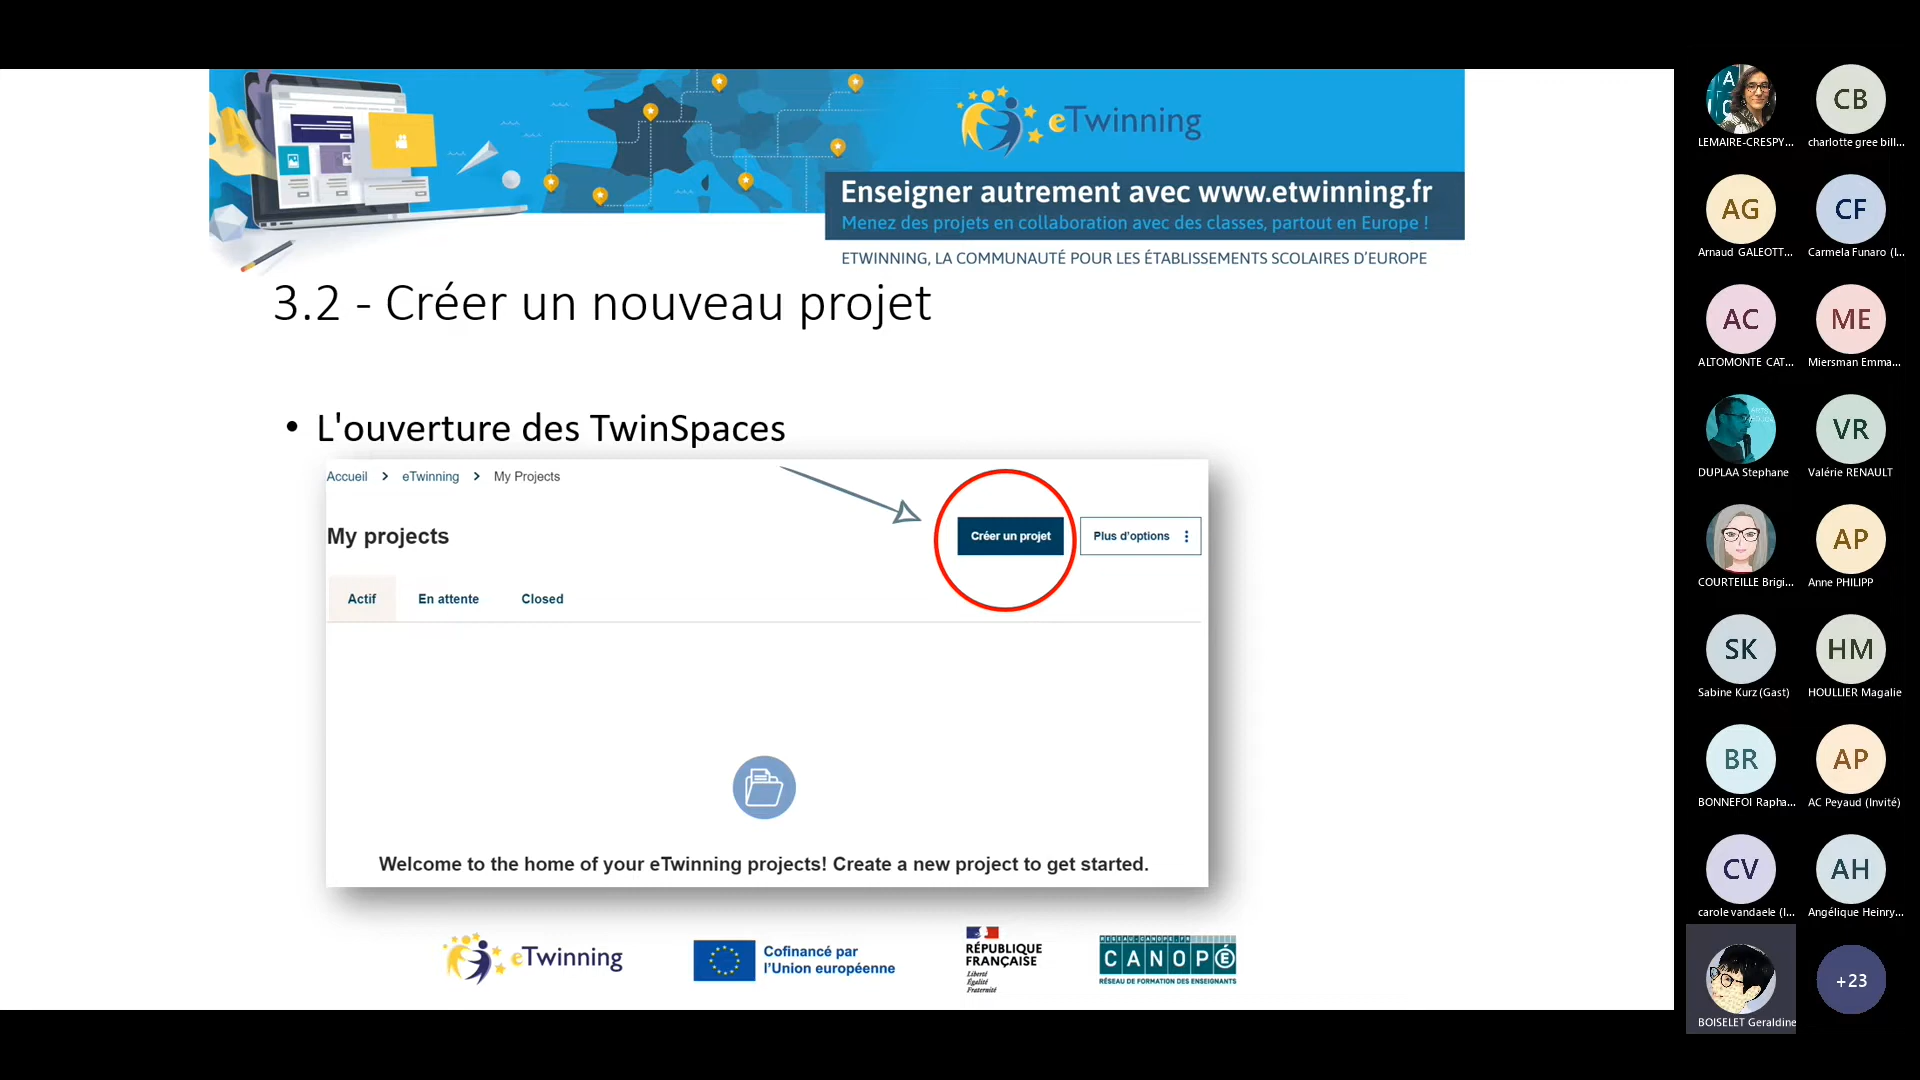 eTwinning
Enseigner autrement avec www.etwinning.fr
Menez des projets en collaboration avec des classes, partout en Europe !
ETWINNING, LA COMMUNAUTÉ POUR LES ÉTABLISSEMENTS SCOLAIRES D'EUROPE
3.2 - Créer un nouveau projet
• L'ouverture des TwinSpaces
Accueil > eTwinning > My Projects
My projects
Créer un projet
Plus d'options
Actif
En attente
Closed
Welcome to the home of your eTwinning projects! Create a new project to get started.
eTwinning
Cofinancé par
l'Union européenne
RÉPUBLIQUE
FRANÇAISE
Liberté
Égalité
Fraternité
CANOPÉ
RÉSEAU DE FORMATION DES ENSEIGNANTS
LEMAIRE-CRESPY...
CB
charlotte gree bill...
AG
Arnaud GALEOTT...
CF
Carmela Funaro (I...
AC
ALTOMONTE CAT...
ME
Miersman Emma...
DUPLAA Stephane
VR
Valérie RENAULT
COURTEILLE Brigi...
AP
Anne PHILIPP
SK
Sabine Kurz (Gast)
HM
HOULLIER Magalie
BR
BONNEFOI Rapha...
AP
AC Peyaud (Invité)
CV
carole vandaele (I...
AH
Angélique Heinry...
BOISELET Geraldine
+23